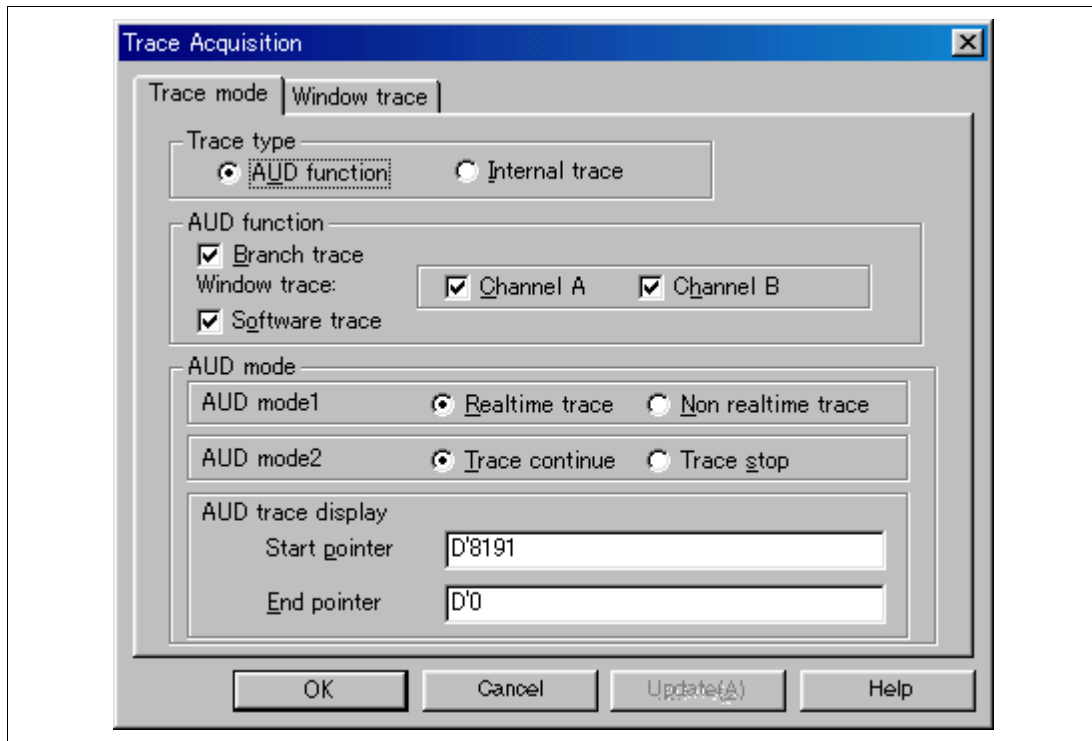 Trace Acquisition
Trace mode Window trace
Trace type
AUD function Internal trace
AUD function
Branch trace
Window trace: Channel A Channel B
Software trace
AUD mode
AUD mode1 Realtime trace Non realtime trace
AUD mode2 Trace continue Trace stop
AUD trace display
Start pointer D'8191
End pointer D'0
OK Cancel Update(A) Help